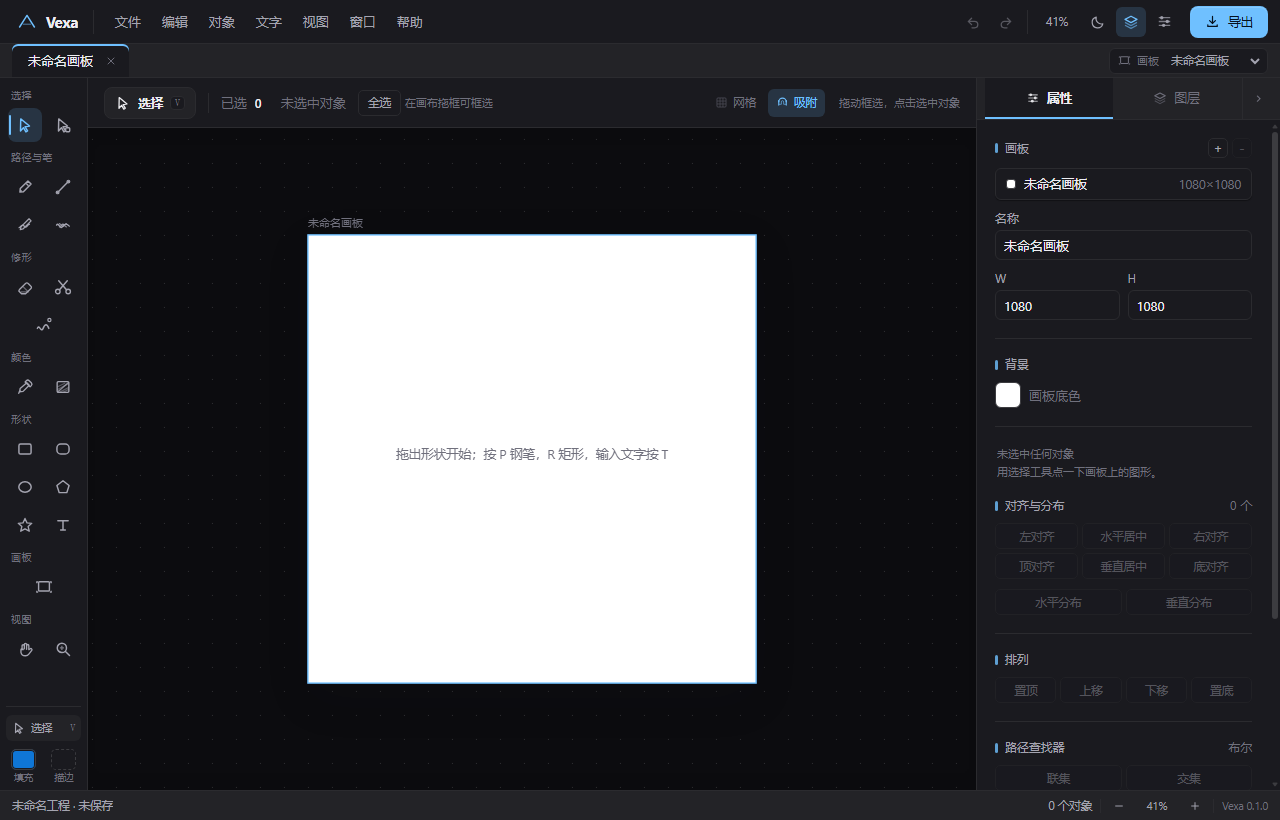 Vexa 文件 编辑 对象 文字 视图 窗口 帮助 41% 导出
未命名画板 × 画板 未命名画板
选择
路径与笔
修形
颜色
形状
画板
视图
选择 V
填充 描边
选择 V 已选 0 未选中对象 全选 在画布拖框可框选 网格 吸附 拖动框选，点击选中对象
未命名画板
拖出形状开始；按 P 钢笔，R 矩形，输入文字按 T
属性 图层
画板 + -
未命名画板 1080×1080
名称
未命名画板
W H
1080 1080
背景
画板底色
未选中任何对象
用选择工具点一下画板上的图形。
对齐与分布 0 个
左对齐 水平居中 右对齐
顶对齐 垂直居中 底对齐
水平分布 垂直分布
排列
置顶 上移 下移 置底
路径查找器 布尔
联集 交集
未命名工程 · 未保存 0 个对象 − 41% + Vexa 0.1.0